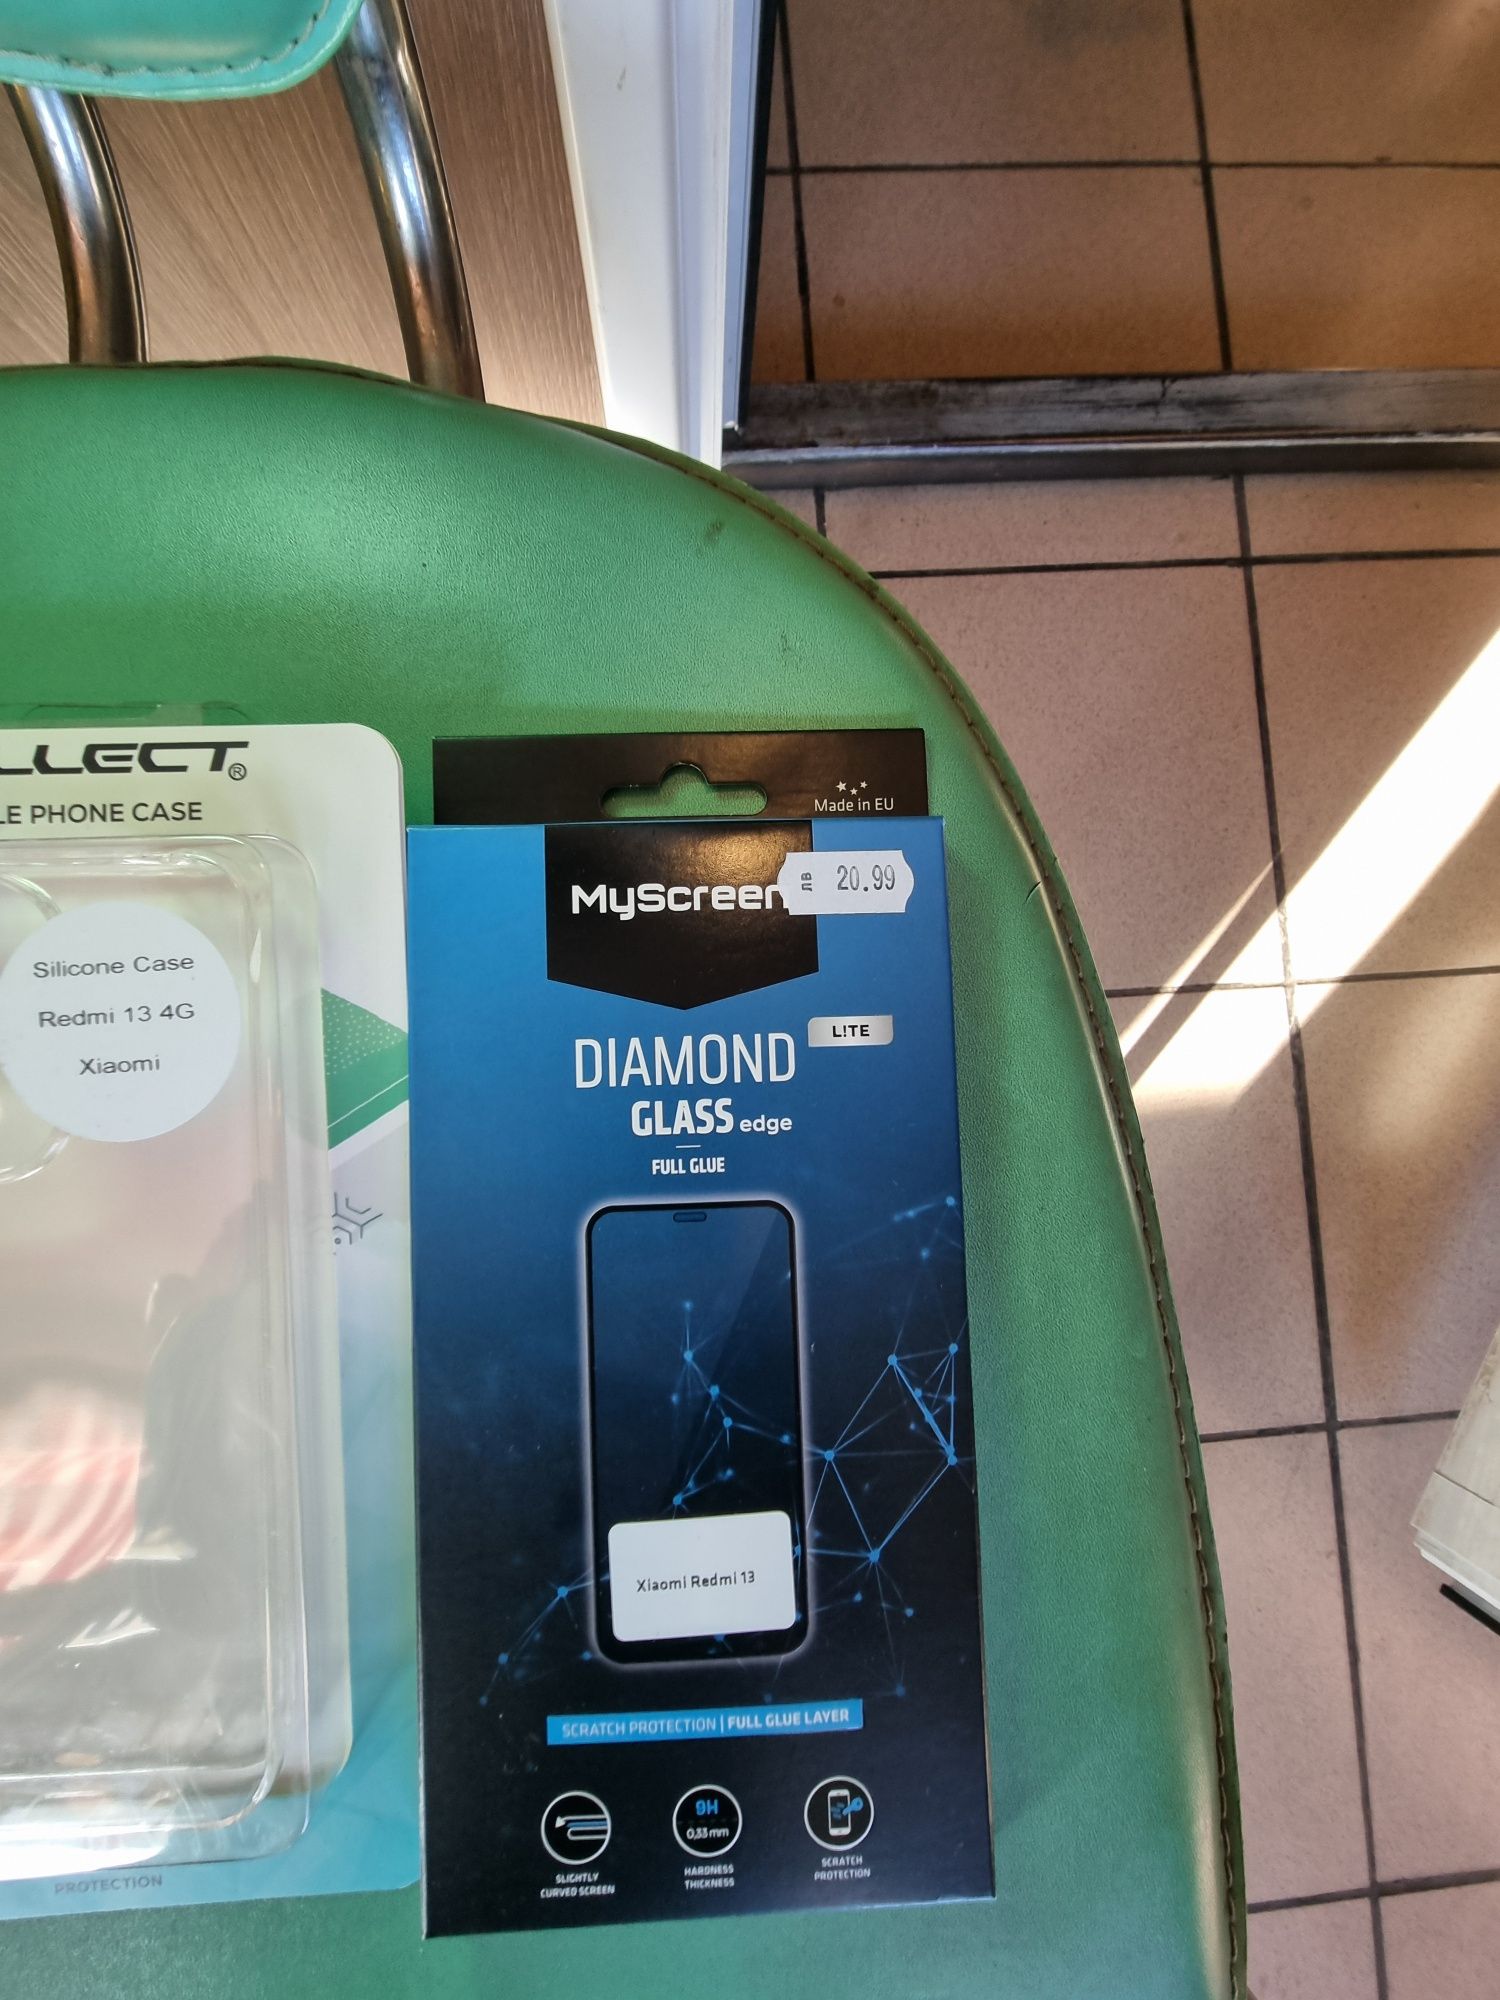 LLECT®
LE PHONE CASE
Silicone Case
Redmi 13 4G
Xiaomi
PROTECTION
Made in EU
MyScreen
лв 20.99
DIAMOND
L!TE
GLASS edge
FULL GLUE
Xiaomi Redmi 13
SCRATCH PROTECTION | FULL GLUE LAYER
SLIGHTLY
CURVED SCREEN
9H
0,33 mm
HARDNESS
THICKNESS
SCRATCH
PROTECTION